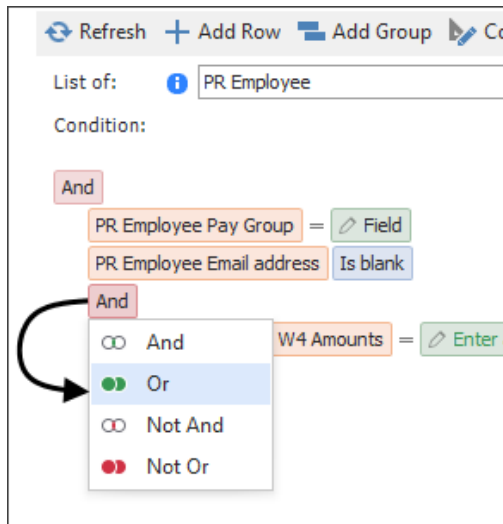 Refresh Add Row Add Group
List of: PR Employee
Condition:
And
PR Employee Pay Group = Field
PR Employee Email address Is blank
And
W4 Amounts = Enter
And
Or
Not And
Not Or